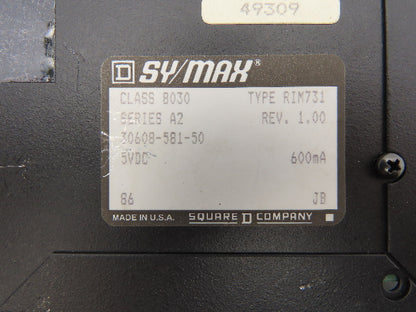 49309
SY/MAX®
CLASS 8030 TYPE RIM731
SERIES A2 REV. 1.00
30608-581-50
5VDC 600mA
86 JB
MADE IN U.S.A. SQUARE D COMPANY